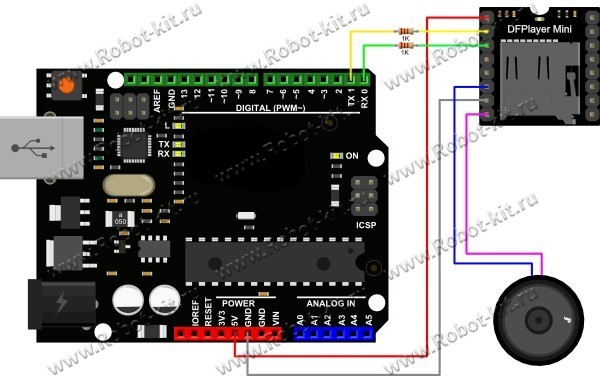 www.Robot-kit.ru
DFPlayer Mini
1K
1K
AREF
GND
13
12
~11
~10
~9
8
7
~6
~5
4
~3
2
TX 1
RX 0
DIGITAL (PWM~)
L
TX
RX
ON
ICSP
a
050
POWER
ANALOG IN
IOREF
RESET
3V3
5V
GND
GND
VIN
A0
A1
A2
A3
A4
A5
P
www.Robot-kit.ru
www.Robot-kit.ru
www.Robot-kit.ru
www.Robot-kit.ru
www.Robot-kit.ru
www.Robot-kit.ru
www.Robot-kit.ru
www.Robot-kit.ru